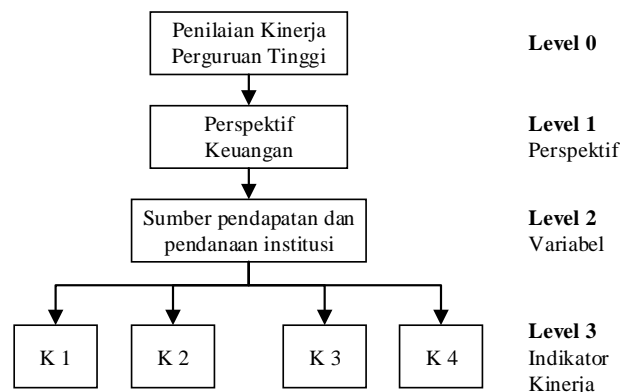 Penilaian Kinerja
Perguruan Tinggi
Level 0
Perspektif
Keuangan
Level 1
Perspektif
Sumber pendapatan dan
pendanaan institusi
Level 2
Variabel
K 1
K 2
K 3
K 4
Level 3
Indikator
Kinerja